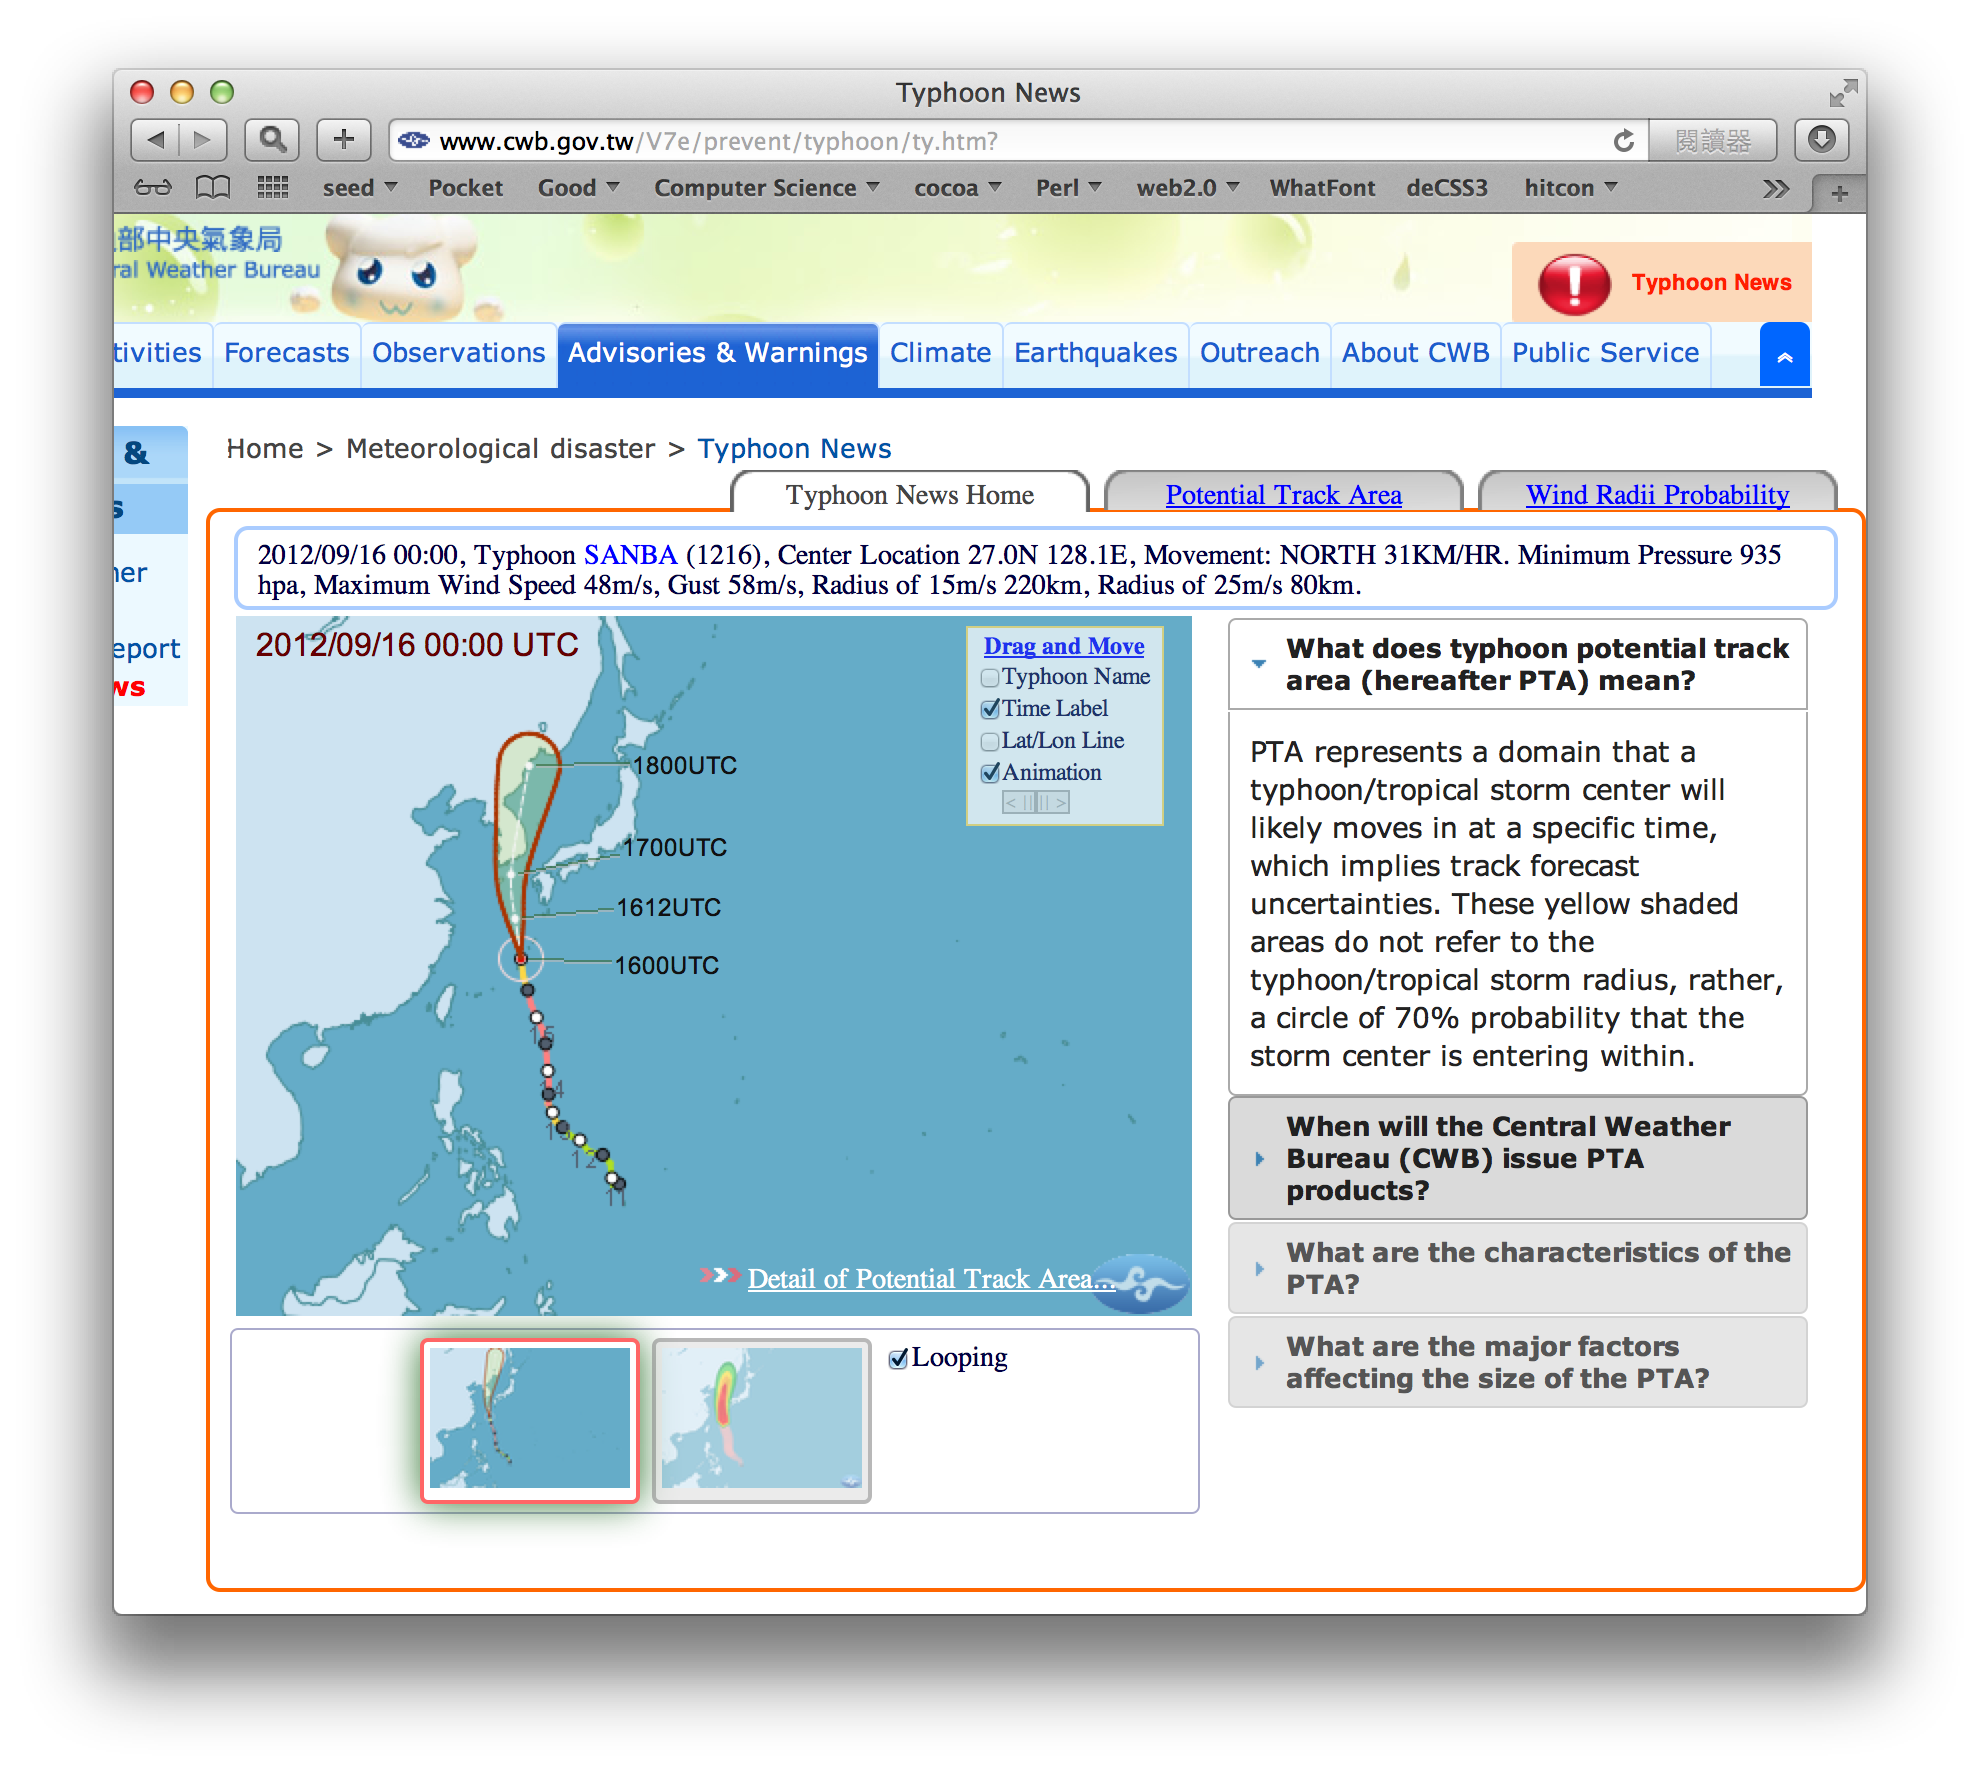 Typhoon News
www.cwb.gov.tw/V7e/prevent/typhoon/ty.htm?
閱讀器
seed Pocket Good Computer Science cocoa Perl web2.0 WhatFont deCSS3 hitcon
部中央氣象局
ral Weather Bureau
Typhoon News
tivities Forecasts Observations Advisories & Warnings Climate Earthquakes Outreach About CWB Public Service
&
s
ner
eport
ws
Home > Meteorological disaster > Typhoon News
Typhoon News Home Potential Track Area Wind Radii Probability
2012/09/16 00:00, Typhoon SANBA (1216), Center Location 27.0N 128.1E, Movement: NORTH 31KM/HR. Minimum Pressure 935
hpa, Maximum Wind Speed 48m/s, Gust 58m/s, Radius of 15m/s 220km, Radius of 25m/s 80km.
2012/09/16 00:00 UTC
Drag and Move
Typhoon Name
Time Label
Lat/Lon Line
Animation
< || || >
1800UTC
1700UTC
1612UTC
1600UTC
15
14
13
12
11
Detail of Potential Track Area...
Looping
What does typhoon potential track
area (hereafter PTA) mean?
PTA represents a domain that a
typhoon/tropical storm center will
likely moves in at a specific time,
which implies track forecast
uncertainties. These yellow shaded
areas do not refer to the
typhoon/tropical storm radius, rather,
a circle of 70% probability that the
storm center is entering within.
When will the Central Weather
Bureau (CWB) issue PTA
products?
What are the characteristics of the
PTA?
What are the major factors
affecting the size of the PTA?